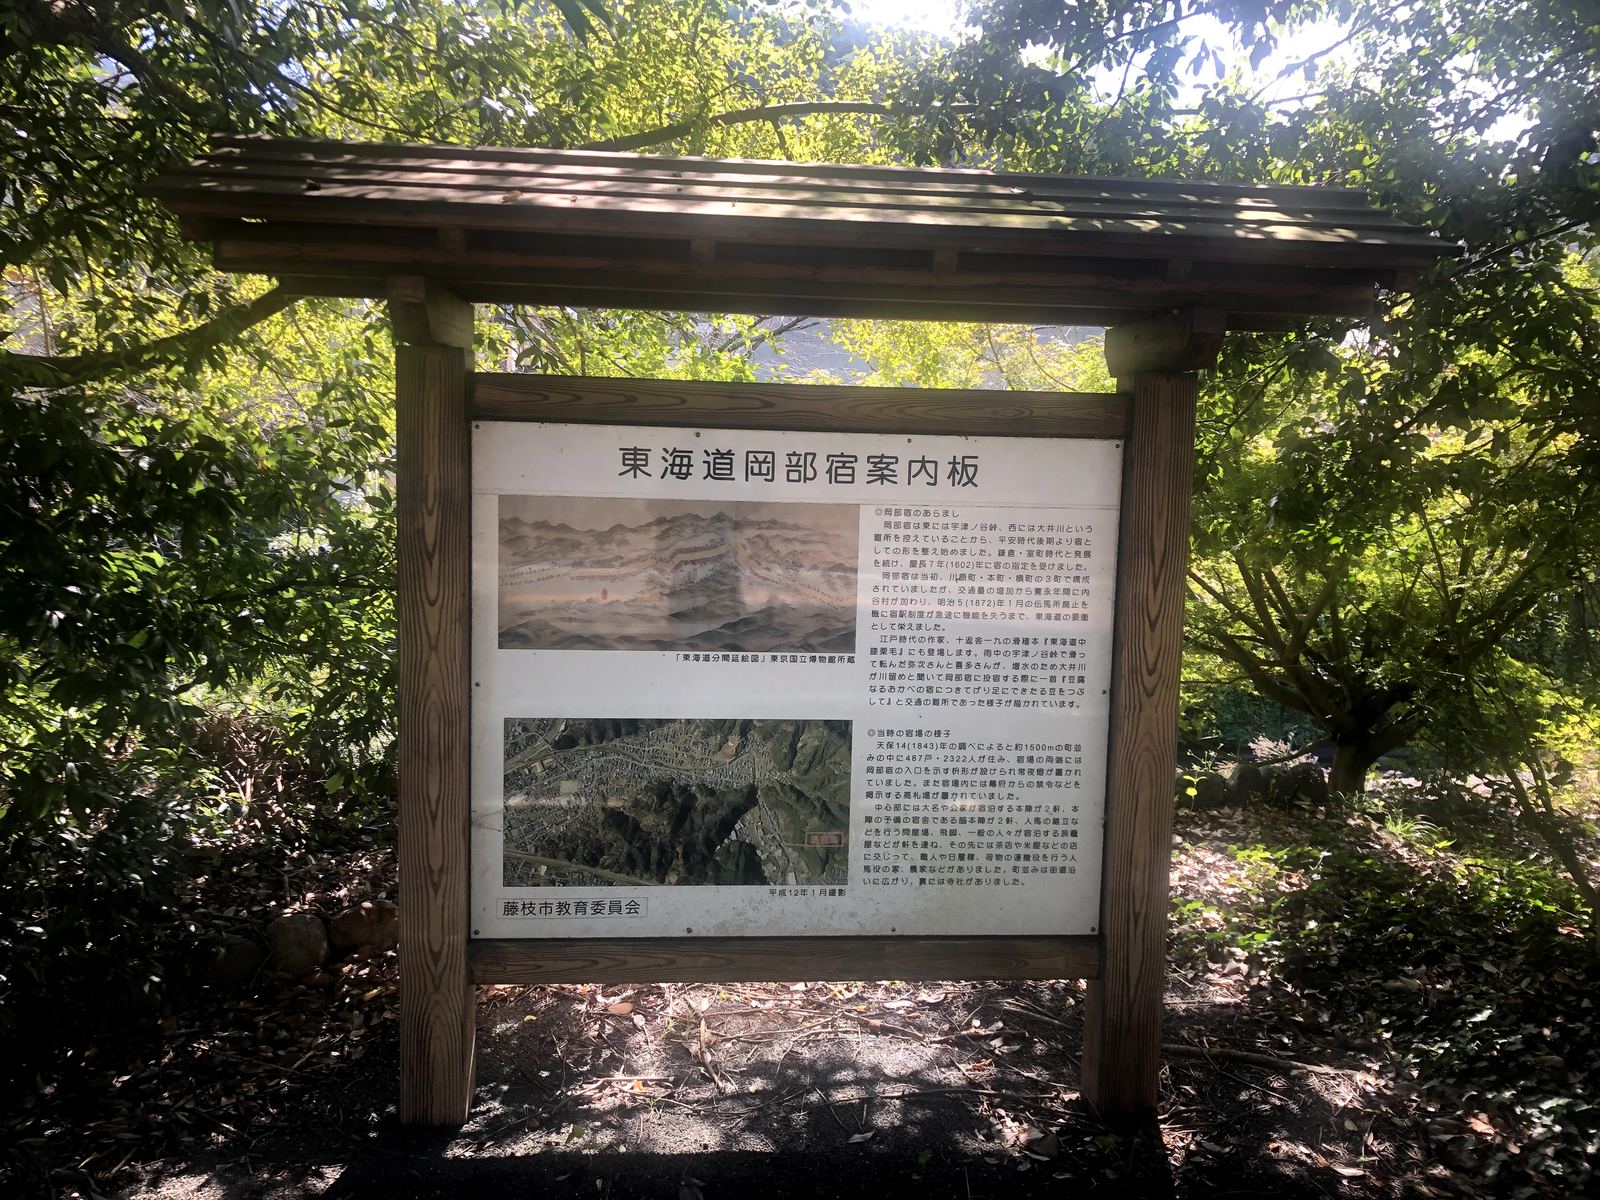 東海道岡部宿案内板
◎岡部宿のあらまし
岡部宿は東には宇津ノ谷峠、西には大井川という
難所を控えていることから、平安時代後期より宿と
しての形を整え始めました。鎌倉・室町時代と発展
を続け、慶長7年(1602)年に宿の指定を受けました。
岡部宿は当初、川原町・本町・横町の3町で構成
されていましたが、交通量の増加から寛永年間に内
谷村が加わり、明治5(1872)年1月の伝馬所廃止を
機に宿駅制度が急速に機能を失うまで、東海道の要衝
として栄えました。
江戸時代の作家、十返舎一九の滑稽本『東海道中
膝栗毛』にも登場します。雨中の宇津ノ谷峠で滑っ
て転んだ弥次さんと喜多さんが、増水のため大井川
が川留めと聞いて岡部宿に投宿する際に一首『豆腐
なるおかべの宿につきてげり足にできたる豆をつぶ
して』と交通の難所であった様子が描かれています。
「東海道分間延絵図」東京国立博物館所蔵
◎当時の宿場の様子
天保14(1843)年の調べによると約1500mの町並
みの中に487戸・2322人が住み、宿場の両端には
岡部宿の入口を示す枡形が設けられ常夜燈が置かれ
ていました。また宿場内には幕府からの禁令などを
掲示する高札場が置かれていました。
中心部には大名や公家が宿泊する本陣が2軒、本
陣の予備の宿舎である脇本陣が2軒、人馬の継立な
どを行う問屋場、飛脚、一般の人々が宿泊する旅籠
屋などが軒を連ね、その先には茶店や米屋などの店
に交じって、職人や日雇稼、荷物の運搬役を行う人
馬役の家、農家などがありました。町並みは街道沿
いに広がり、裏には寺社がありました。
現在地
平成12年1月撮影
藤枝市教育委員会